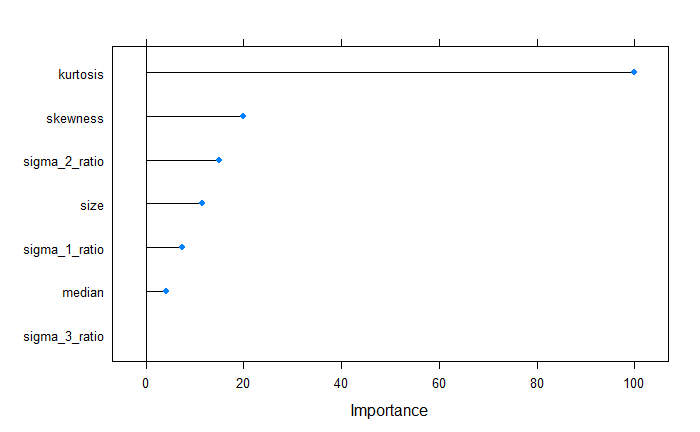 kurtosis
skewness
sigma_2_ratio
size
sigma_1_ratio
median
sigma_3_ratio
0 20 40 60 80 100
Importance